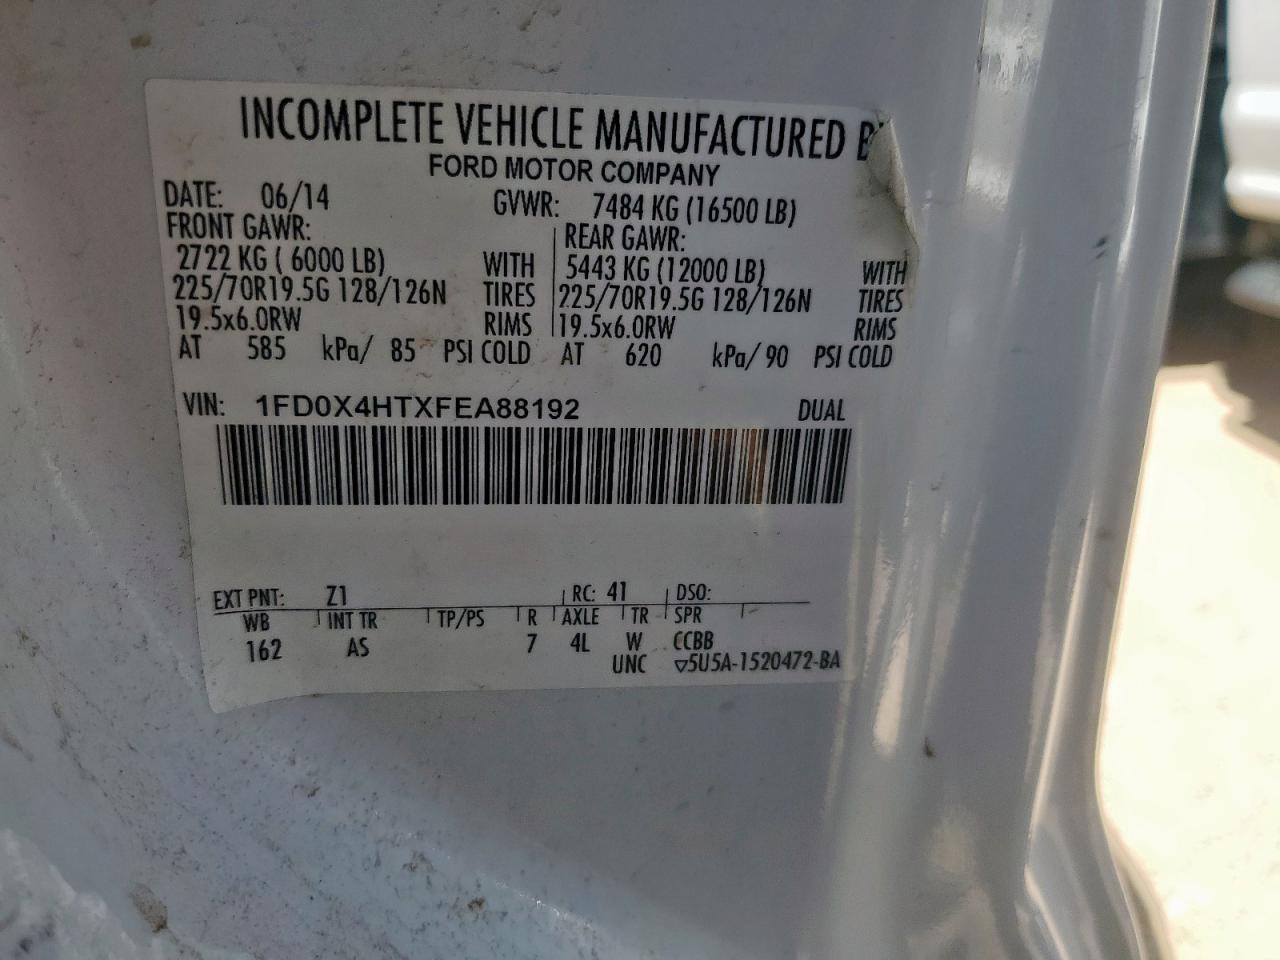 INCOMPLETE VEHICLE MANUFACTURED BY
FORD MOTOR COMPANY
DATE: 06/14 GVWR: 7484 KG (16500 LB)
FRONT GAWR: REAR GAWR:
2722 KG ( 6000 LB) WITH 5443 KG (12000 LB) WITH
225/70R19.5G 128/126N TIRES 225/70R19.5G 128/126N TIRES
19.5x6.0RW RIMS 19.5x6.0RW RIMS
AT 585 kPa/ 85 PSI COLD AT 620 kPa/ 90 PSI COLD
VIN: 1FD0X4HTXFEA88192 DUAL
EXT PNT: Z1 RC: 41 DSO:
WB INT TR TP/PS R AXLE TR SPR
162 AS 7 4L W CCBB
UNC ▽5U5A-1520472-BA